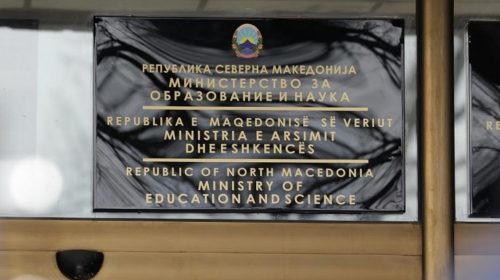 РЕПУБЛИКА СЕВЕРНА МАКЕДОНИЈА
МИНИСТЕРСТВО ЗА
ОБРАЗОВАНИЕ И НАУКА
REPUBLIKA E MAQEDONISË SË VERIUT
MINISTRIA E ARSIMIT
DHE ESHKENCËS
REPUBLIC OF NORTH MACEDONIA
MINISTRY OF
EDUCATION AND SCIENCE